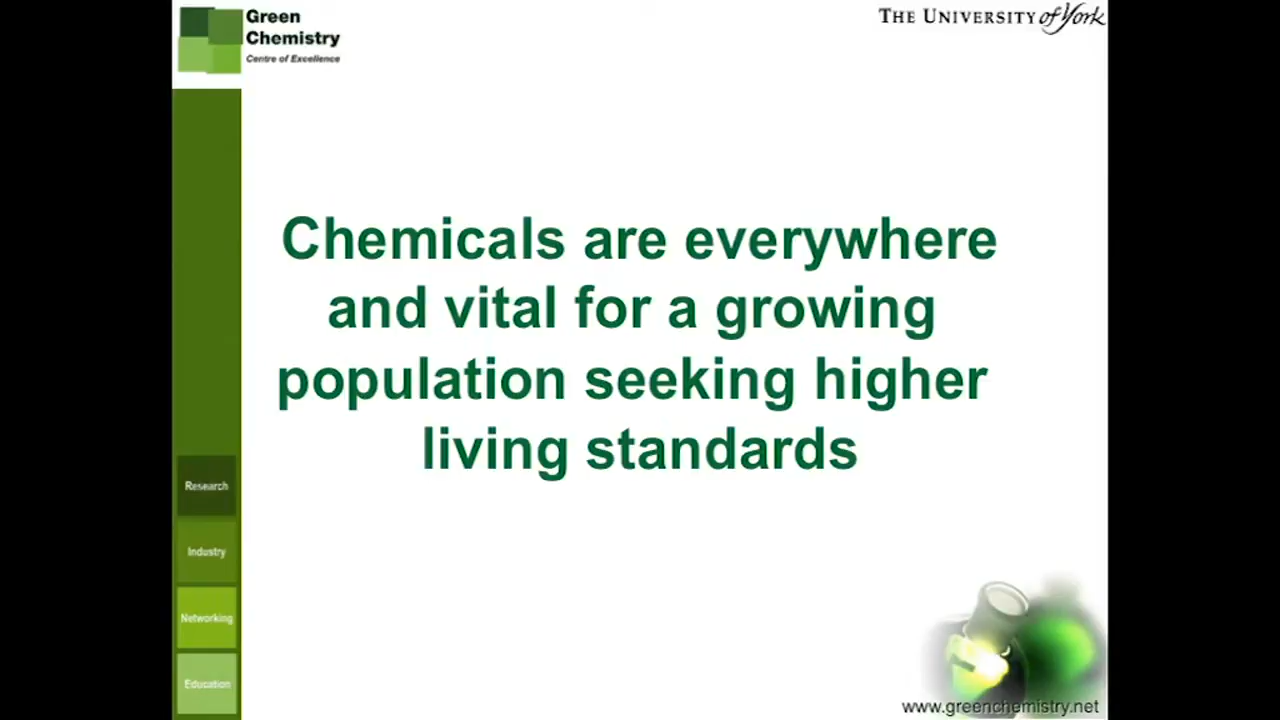 Green
Chemistry
Centre of Excellence
THE UNIVERSITY of York
Chemicals are everywhere
and vital for a growing
population seeking higher
living standards
Research
Industry
Networking
Education
www.greenchemistry.net